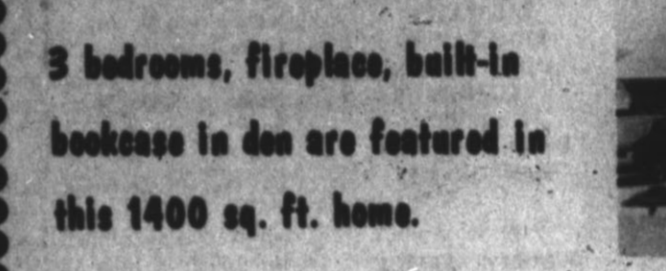 3 bedrooms, fireplace, built-in
bookcase in den are featured in
this 1400 sq. ft. home.